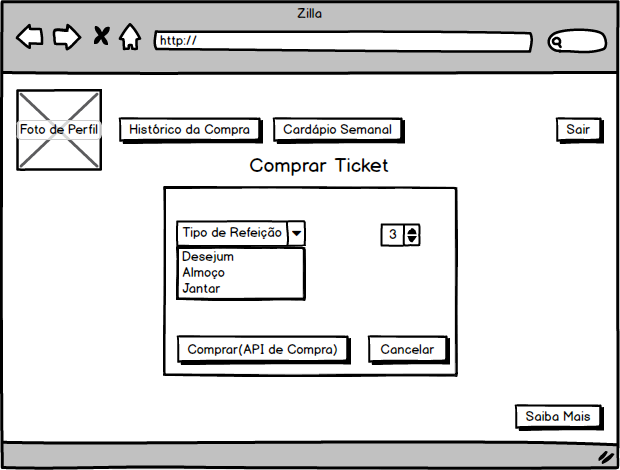 Zilla
http://
Foto de Perfil
Histórico da Compra
Cardápio Semanal
Sair
Comprar Ticket
Tipo de Refeição
3
Desejum
Almoço
Jantar
Comprar(API de Compra)
Cancelar
Saiba Mais